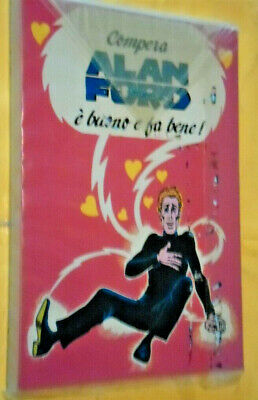 Compera
ALAN
FORD
è buono e fa bene!